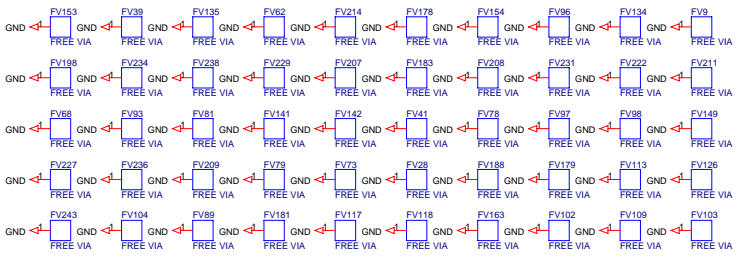 FV153 FV39 FV135 FV62 FV214 FV178 FV154 FV96 FV134 FV9
GND 1 GND 1 GND 1 GND 1 GND 1 GND 1 GND 1 GND 1 GND 1 GND 1
FREE VIA FREE VIA FREE VIA FREE VIA FREE VIA FREE VIA FREE VIA FREE VIA FREE VIA FREE VIA
FV198 FV234 FV238 FV229 FV207 FV183 FV208 FV231 FV222 FV211
GND 1 GND 1 GND 1 GND 1 GND 1 GND 1 GND 1 GND 1 GND 1 GND 1
FREE VIA FREE VIA FREE VIA FREE VIA FREE VIA FREE VIA FREE VIA FREE VIA FREE VIA FREE VIA
FV68 FV93 FV81 FV141 FV142 FV41 FV78 FV97 FV98 FV149
GND 1 GND 1 GND 1 GND 1 GND 1 GND 1 GND 1 GND 1 GND 1 GND 1
FREE VIA FREE VIA FREE VIA FREE VIA FREE VIA FREE VIA FREE VIA FREE VIA FREE VIA FREE VIA
FV227 FV236 FV209 FV79 FV73 FV28 FV188 FV179 FV113 FV126
GND 1 GND 1 GND 1 GND 1 GND 1 GND 1 GND 1 GND 1 GND 1 GND 1
FREE VIA FREE VIA FREE VIA FREE VIA FREE VIA FREE VIA FREE VIA FREE VIA FREE VIA FREE VIA
FV243 FV104 FV89 FV181 FV117 FV118 FV163 FV102 FV109 FV103
GND 1 GND 1 GND 1 GND 1 GND 1 GND 1 GND 1 GND 1 GND 1 GND 1
FREE VIA FREE VIA FREE VIA FREE VIA FREE VIA FREE VIA FREE VIA FREE VIA FREE VIA FREE VIA